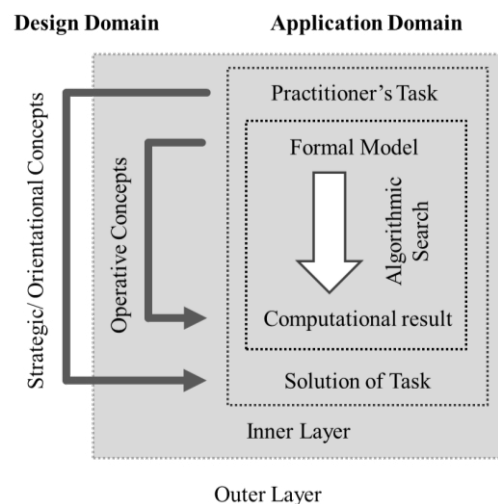 Design Domain
Application Domain
Practitioner's Task
Formal Model
Algorithmic
Search
Computational result
Solution of Task
Inner Layer
Outer Layer
Strategic/ Orientational Concepts
Operative Concepts